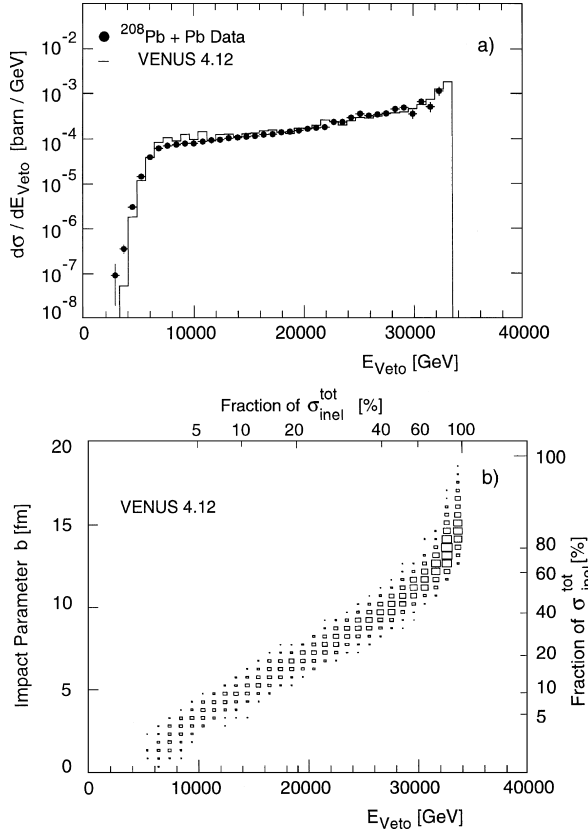 10⁻²
10⁻³
10⁻⁴
10⁻⁵
10⁻⁶
10⁻⁷
10⁻⁸
dσ / dE_Veto [barn / GeV]
● ²⁰⁸Pb + Pb Data
— VENUS 4.12
a)
0 10000 20000 30000 40000
E_Veto [GeV]
Fraction of σ_inel^tot [%]
5 10 20 40 60 100
20
15
10
5
0
Impact Parameter b [fm]
VENUS 4.12
b)
100
80
60
40
20
10
5
Fraction of σ_inel^tot [%]
0 10000 20000 30000 40000
E_Veto [GeV]